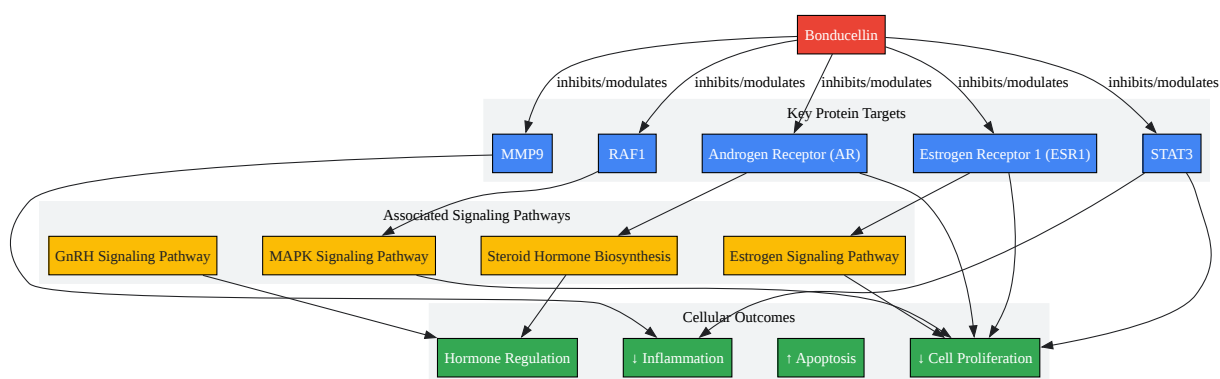 Bonducellin
inhibits/modulates
inhibits/modulates
inhibits/modulates
inhibits/modulates
inhibits/modulates
Key Protein Targets
MMP9
RAF1
Androgen Receptor (AR)
Estrogen Receptor 1 (ESR1)
STAT3
Associated Signaling Pathways
GnRH Signaling Pathway
MAPK Signaling Pathway
Steroid Hormone Biosynthesis
Estrogen Signaling Pathway
Cellular Outcomes
Hormone Regulation
↓ Inflammation
↑ Apoptosis
↓ Cell Proliferation